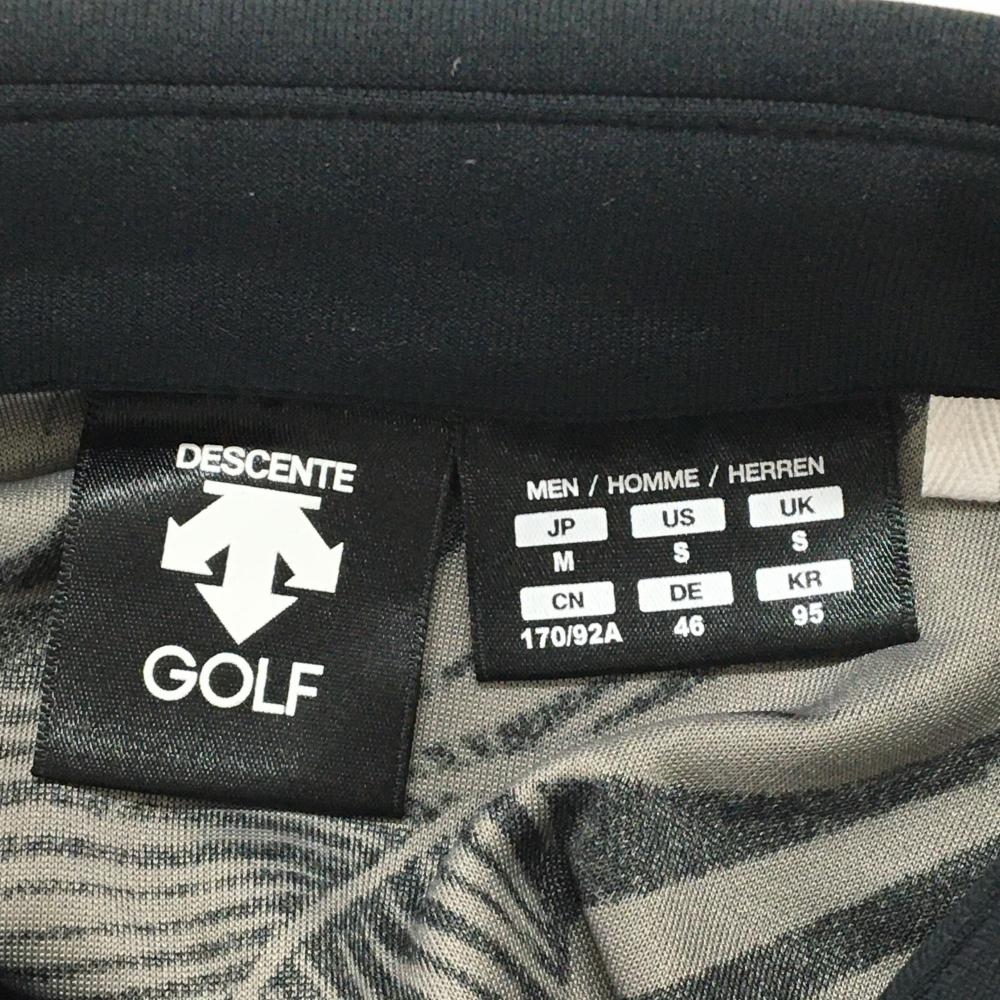 DESCENTE
GOLF
MEN / HOMME / HERREN
JP US UK
M S S
CN DE KR
170/92A 46 95